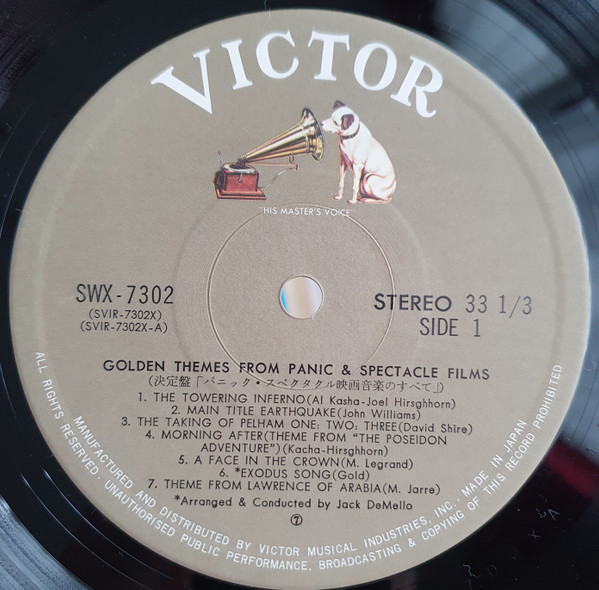 VICTOR
"HIS MASTER'S VOICE"
SWX-7302
(SVIR-7302X)
(SVIR-7302X-A)
STEREO 33 1/3
SIDE 1
GOLDEN THEMES FROM PANIC & SPECTACLE FILMS
(決定盤「パニック・スペクタクル映画音楽のすべて」)
1. THE TOWERING INFERNO(Al Kasha-Joel Hirsghhorn)
2. MAIN TITLE EARTHQUAKE(John Williams)
3. THE TAKING OF PELHAM ONE: TWO: THREE(David Shire)
4. MORNING AFTER(THEME FROM "THE POSEIDON
ADVENTURE")(Kacha-Hirsghhorn)
5. A FACE IN THE CROWN(M. Legrand)
6. *EXODUS SONG(Gold)
7. THEME FROM LAWRENCE OF ARABIA(M. Jarre)
*Arranged & Conducted by Jack DeMello
⑦
MANUFACTURED AND DISTRIBUTED BY VICTOR MUSICAL INDUSTRIES, INC.· MADE IN JAPAN
ALL RIGHTS RESERVED·UNAUTHORISED PUBLIC PERFORMANCE, BROADCASTING & COPYING OF THIS RECORD PROHIBITED